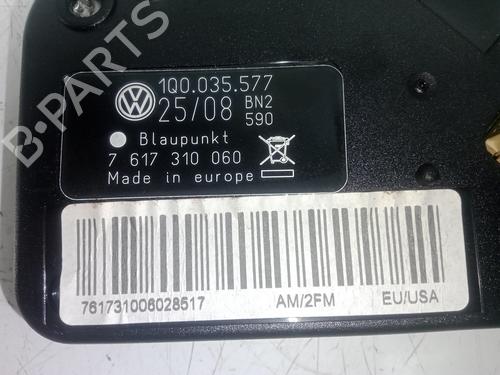 B-PARTS
1Q0.035.577
25/08 BN2
590
Blaupunkt
7 617 310 060
Made in europe
761731006028517 AM/2FM EU/USA